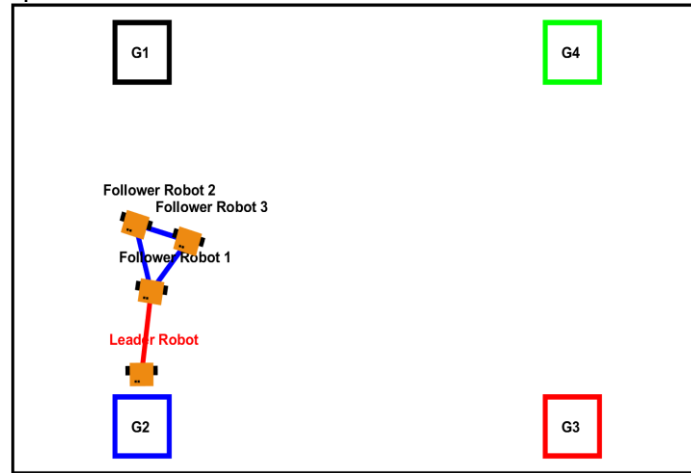 G1
G4
Follower Robot 2
Follower Robot 3
Follower Robot 1
Leader Robot
G2
G3